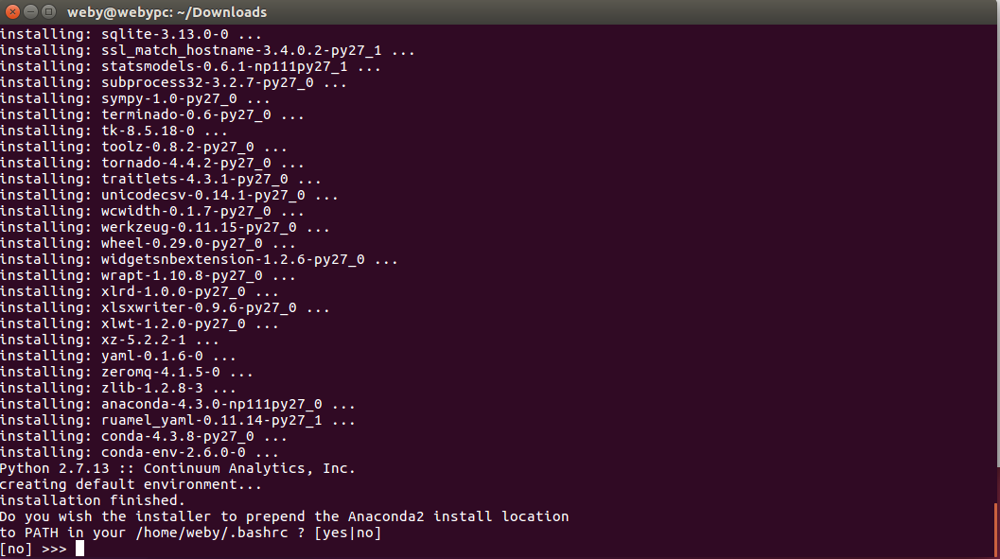 weby@webypc: ~/Downloads
installing: sqlite-3.13.0-0 ...
installing: ssl_match_hostname-3.4.0.2-py27_1 ...
installing: statsmodels-0.6.1-np111py27_1 ...
installing: subprocess32-3.2.7-py27_0 ...
installing: sympy-1.0-py27_0 ...
installing: terminado-0.6-py27_0 ...
installing: tk-8.5.18-0 ...
installing: toolz-0.8.2-py27_0 ...
installing: tornado-4.4.2-py27_0 ...
installing: traitlets-4.3.1-py27_0 ...
installing: unicodecsv-0.14.1-py27_0 ...
installing: wcwidth-0.1.7-py27_0 ...
installing: werkzeug-0.11.15-py27_0 ...
installing: wheel-0.29.0-py27_0 ...
installing: widgetsnbextension-1.2.6-py27_0 ...
installing: wrapt-1.10.8-py27_0 ...
installing: xlrd-1.0.0-py27_0 ...
installing: xlsxwriter-0.9.6-py27_0 ...
installing: xlwt-1.2.0-py27_0 ...
installing: xz-5.2.2-1 ...
installing: yaml-0.1.6-0 ...
installing: zeromq-4.1.5-0 ...
installing: zlib-1.2.8-3 ...
installing: anaconda-4.3.0-np111py27_0 ...
installing: ruamel_yaml-0.11.14-py27_1 ...
installing: conda-4.3.8-py27_0 ...
installing: conda-env-2.6.0-0 ...
Python 2.7.13 :: Continuum Analytics, Inc.
creating default environment...
installation finished.
Do you wish the installer to prepend the Anaconda2 install location
to PATH in your /home/weby/.bashrc ? [yes|no]
[no] >>>